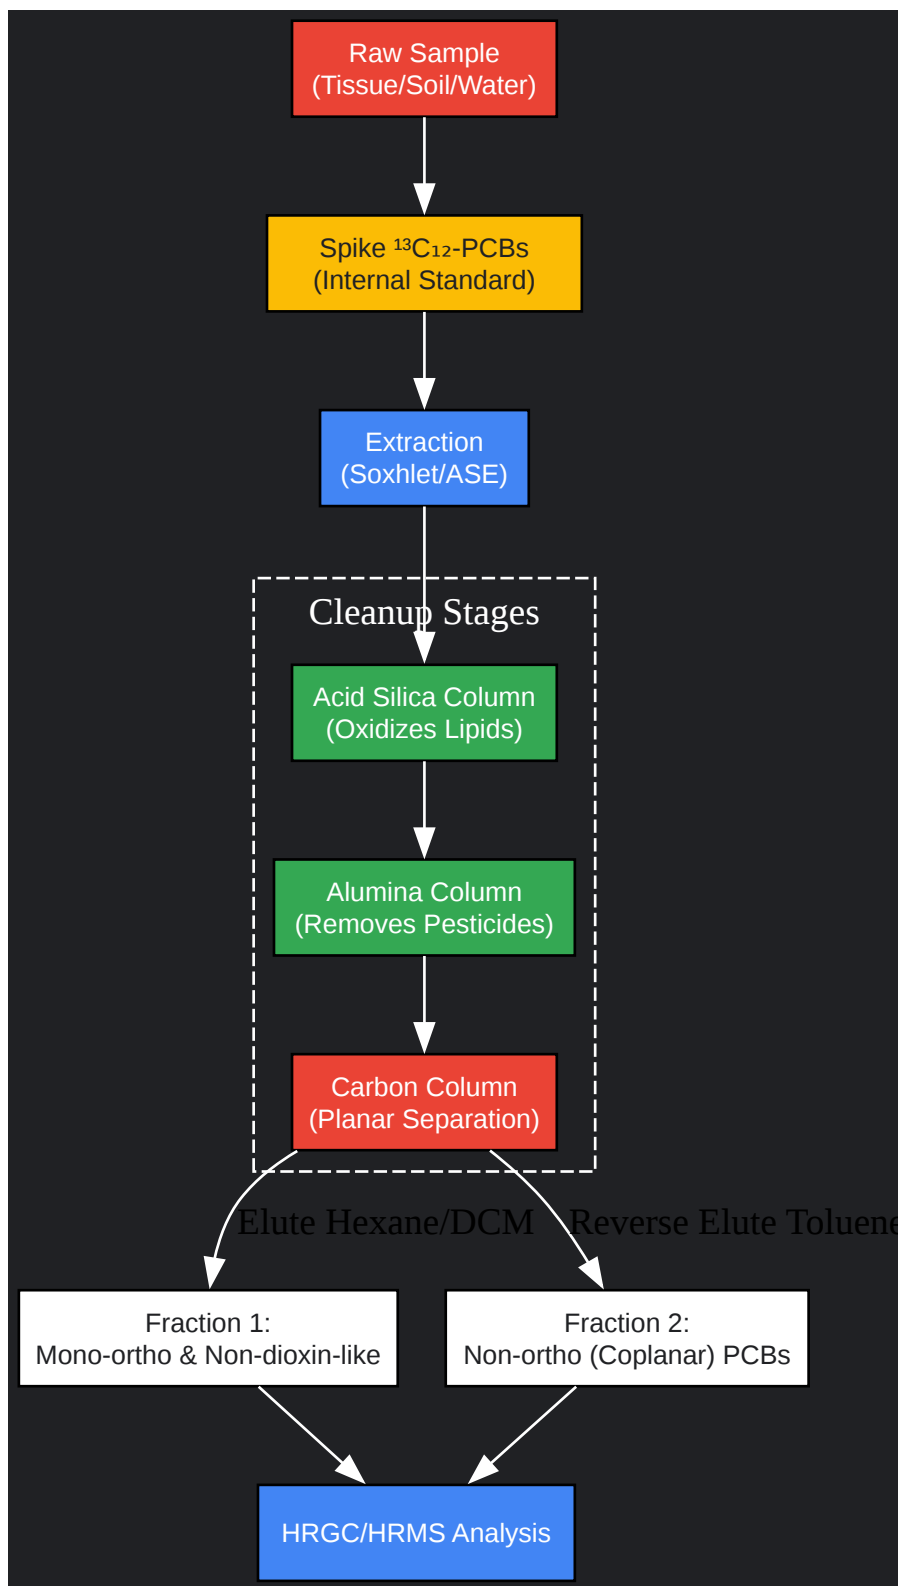 Raw Sample
(Tissue/Soil/Water)
Spike ¹³C₁₂-PCBs
(Internal Standard)
Extraction
(Soxhlet/ASE)
Cleanup Stages
Acid Silica Column
(Oxidizes Lipids)
Alumina Column
(Removes Pesticides)
Carbon Column
(Planar Separation)
Elute Hexane/DCM
Reverse Elute Toluene
Fraction 1:
Mono-ortho & Non-dioxin-like
Fraction 2:
Non-ortho (Coplanar) PCBs
HRGC/HRMS Analysis